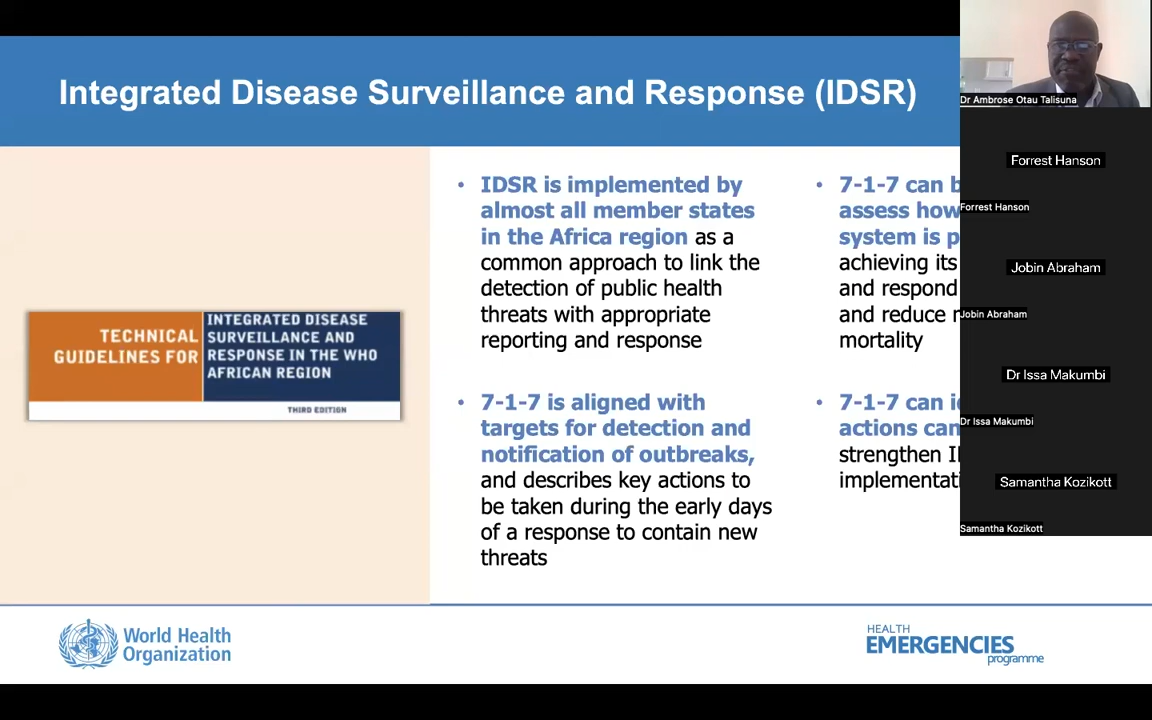 Integrated Disease Surveillance and Response (IDSR)
TECHNICAL
GUIDELINES FOR
INTEGRATED DISEASE
SURVEILLANCE AND
RESPONSE IN THE WHO
AFRICAN REGION
THIRD EDITION
• IDSR is implemented by
almost all member states
in the Africa region as a
common approach to link the
detection of public health
threats with appropriate
reporting and response
• 7-1-7 is aligned with
targets for detection and
notification of outbreaks,
and describes key actions to
be taken during the early days
of a response to contain new
threats
• 7-1-7 can
assess how
system is
achieving its
and respond
and reduce
mortality
• 7-1-7 can
actions can
strengthen
World Health
Organization
HEALTH
EMERGENCIES
programme
Dr Ambrose Otau Talisuna
Forrest Hanson
Forrest Hanson
Jobin Abraham
Jobin Abraham
Dr Issa Makumbi
Dr Issa Makumbi
Samantha Kozikott
Samantha Kozikott